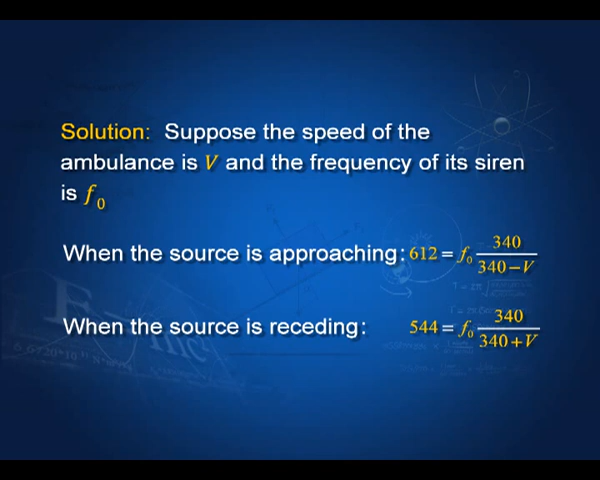 Solution: Suppose the speed of the
ambulance is V and the frequency of its siren
is f₀
When the source is approaching: 612 = f₀ 340/(340−V)
When the source is receding: 544 = f₀ 340/(340+V)